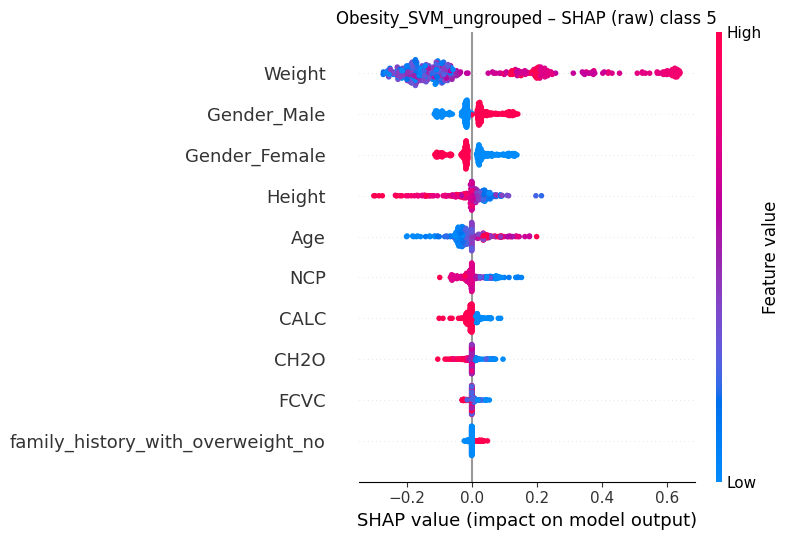 Obesity_SVM_ungrouped – SHAP (raw) class 5
High
Weight
Gender_Male
Gender_Female
Height
Age
NCP
CALC
CH2O
FCVC
family_history_with_overweight_no
Feature value
Low
−0.2 0.0 0.2 0.4 0.6
SHAP value (impact on model output)